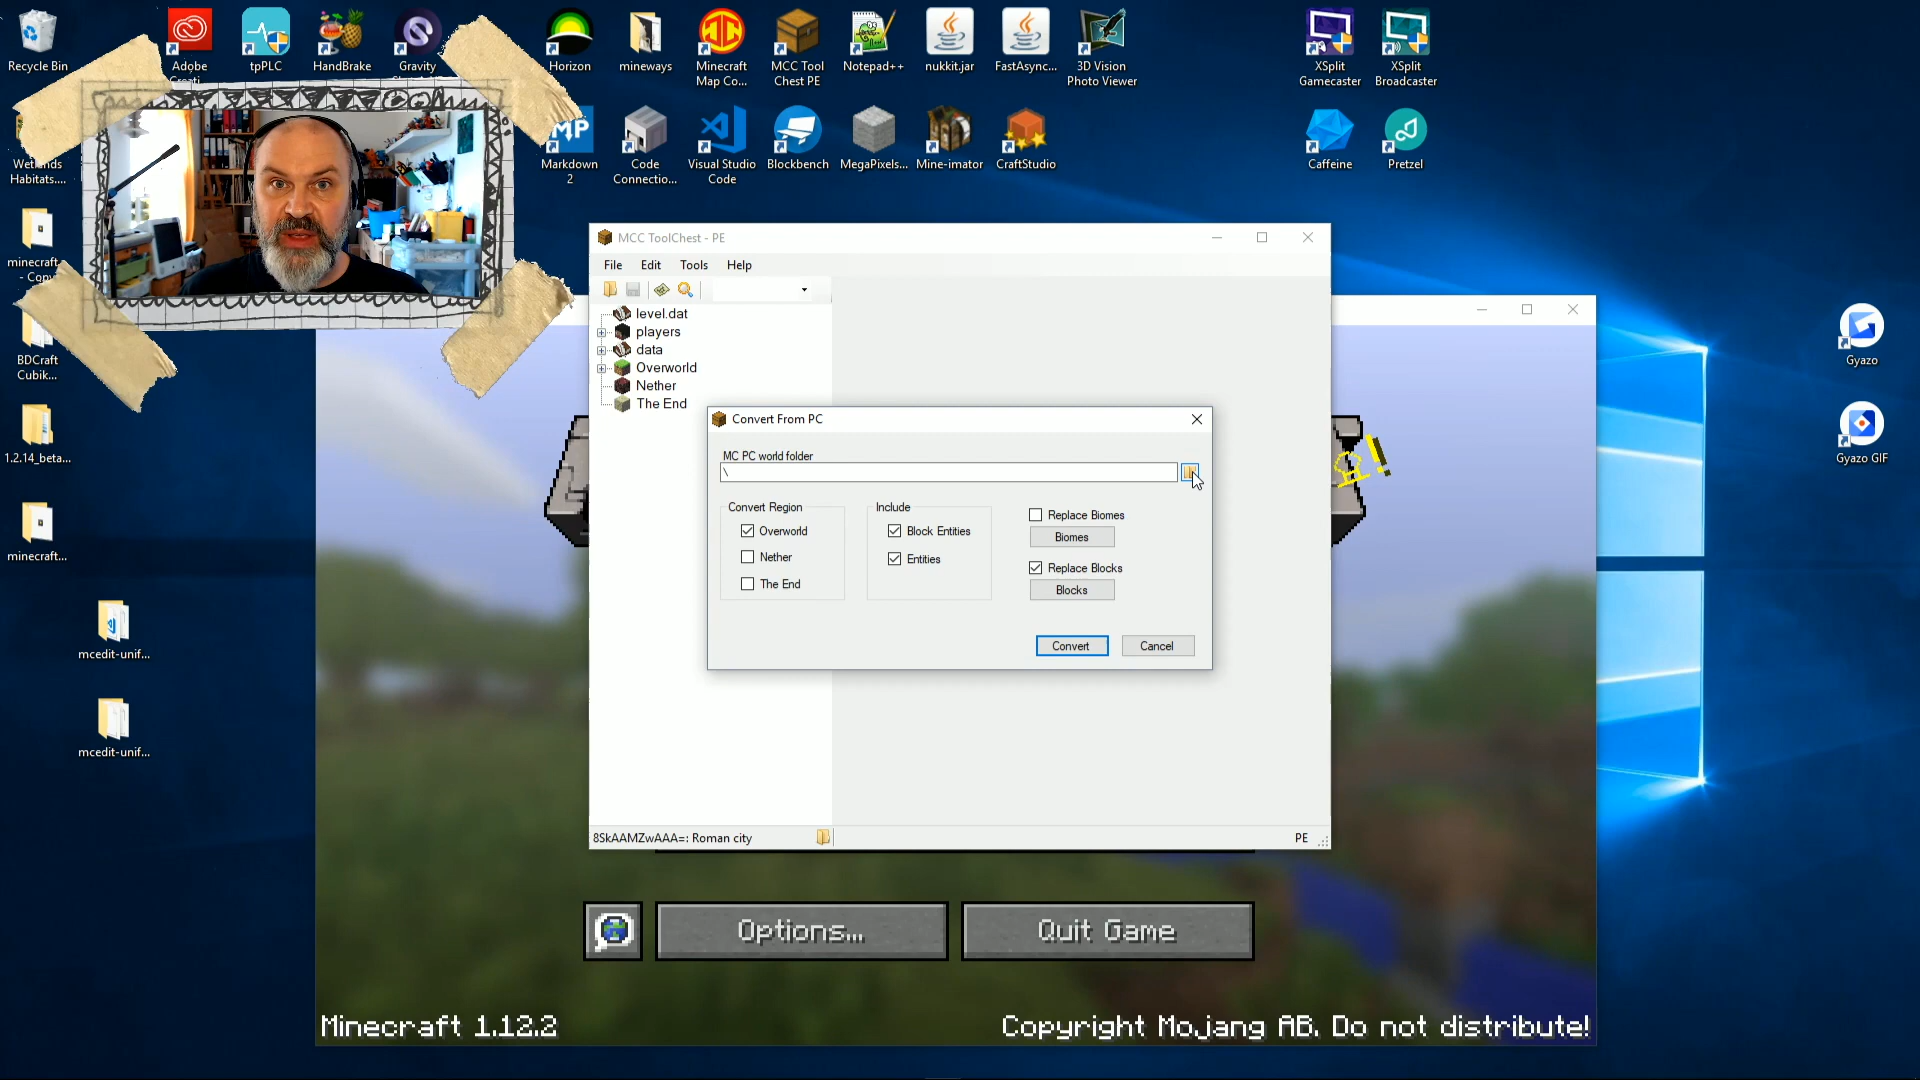 Recycle Bin
Adobe
Creati...
tpPLC
HandBrake
Gravity
Horizon
mineways
Minecraft
Map Co...
MCC Tool
Chest PE
Notepad++
nukkit.jar
FastAsync...
3D Vision
Photo Viewer
XSplit
Gamecaster
XSplit
Broadcaster
Wetlands
Habitats....
MP
Markdown
2
Code
Connectio...
Visual Studio
Code
Blockbench
MegaPixels...
Mine-imator
CraftStudio
Caffeine
Pretzel
minecraft...
- Copy
BDCraft
Cubik...
1.2.14_beta...
minecraft...
mcedit-unif...
mcedit-unif...
Gyazo
Gyazo GIF
MCC ToolChest - PE
File
Edit
Tools
Help
level.dat
players
data
Overworld
Nether
The End
Convert From PC
MC PC world folder
\
Convert Region
Overworld
Nether
The End
Include
Block Entities
Entities
Replace Biomes
Biomes
Replace Blocks
Blocks
Convert
Cancel
8SkAAMZwAAA=: Roman city
PE
Options...
Quit Game
Minecraft 1.12.2
Copyright Mojang AB. Do not distribute!